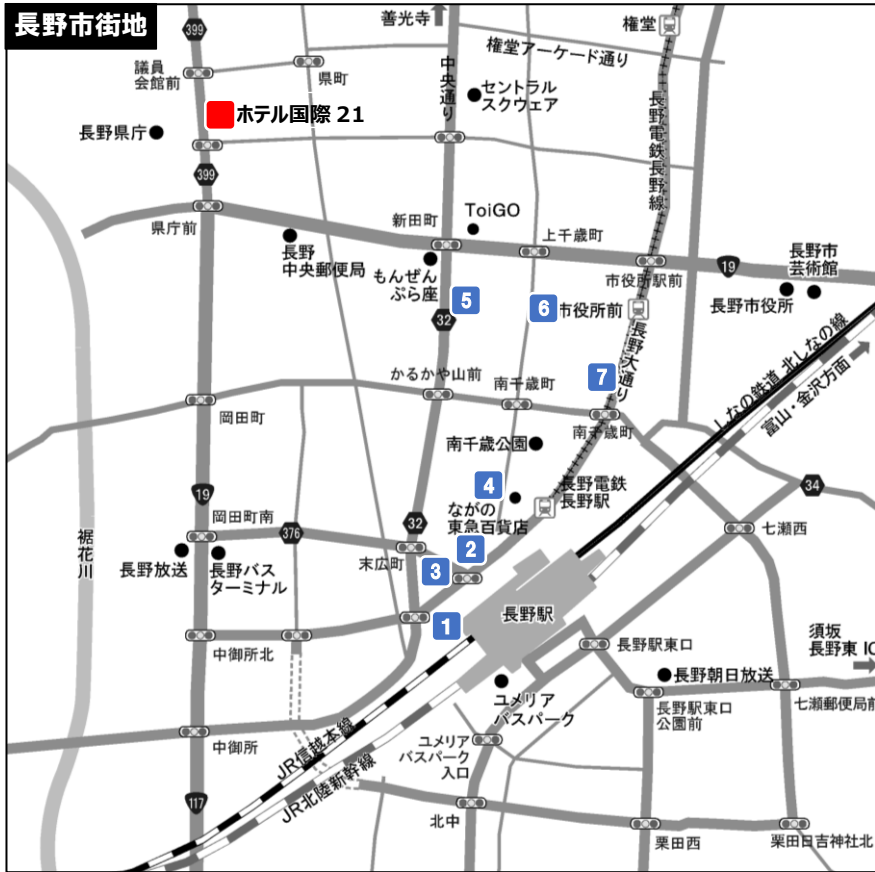 長野市街地
善光寺
権堂
権堂アーケード通り
399
議員
会館前
県町
中央通り
セントラル
スクウェア
長野電鉄長野線
ホテル国際 21
長野県庁
399
県庁前
新田町
ToiGO
上千歳町
長野
中央郵便局
もんぜん
ぷら座
市役所駅前
19
長野市
芸術館
長野市役所
5
6
市役所前
32
長野大通り
7
かるかや山前
南千歳町
岡田町
南千歳町
しなの鉄道 北しなの線
富山・金沢方面
南千歳公園
4
長野電鉄
長野駅
34
19
岡田町南
376
32
ながの
東急百貨店
七瀬西
裾花川
長野放送
長野バス
ターミナル
末広町
2
3
1
長野駅
中御所北
長野駅東口
須坂
長野東 IC
長野朝日放送
ユメリア
バスパーク
長野駅東口
公園前
七瀬郵便局前
中御所
JR信越本線
JR北陸新幹線
ユメリア
バスパーク
入口
117
北中
栗田西
栗田日吉神社北